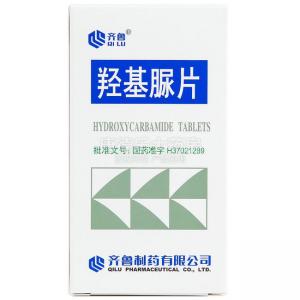 齐鲁
QILU
羟基脲片
HYDROXYCARBAMIDE TABLETS
批准文号：国药准字 H37021289
齐鲁制药有限公司
QILU PHARMACEUTICAL CO., LTD.